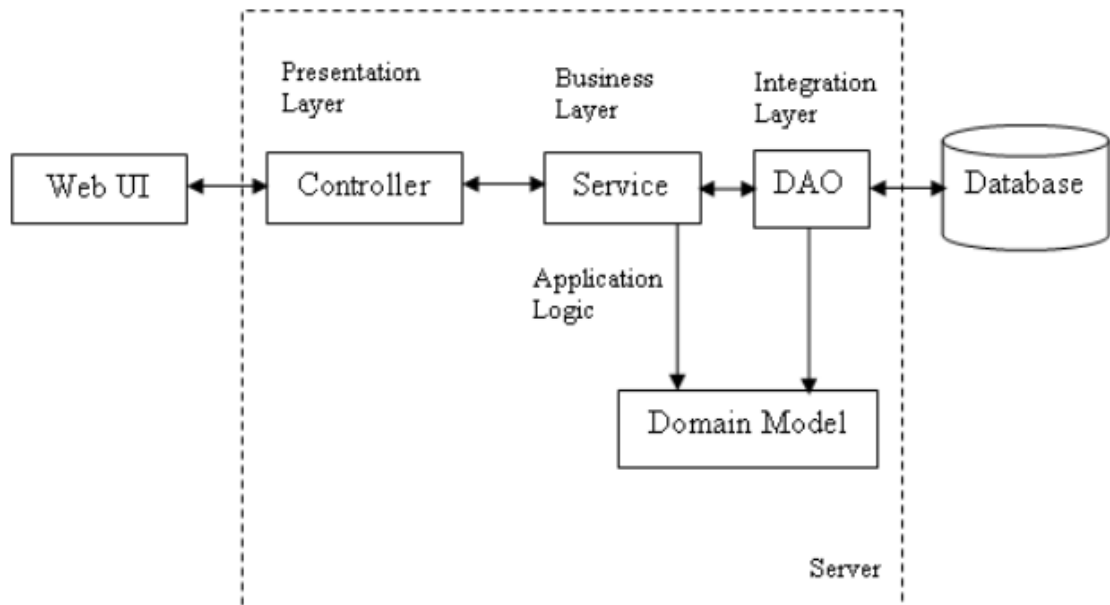 Presentation
Layer
Business
Layer
Integration
Layer
Web UI
Controller
Service
DAO
Database
Application
Logic
Domain Model
Server